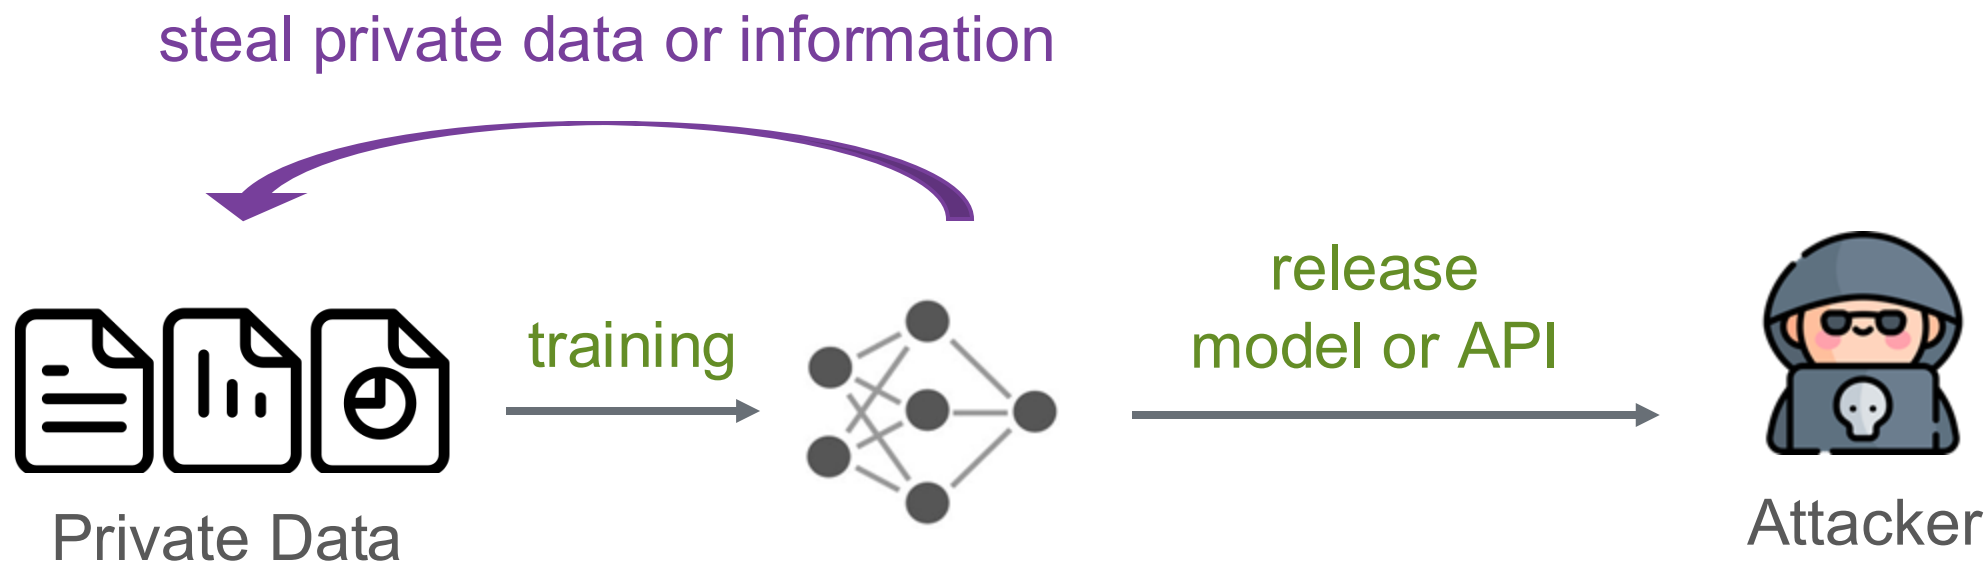 steal private data or information
training
release
model or API
Private Data
Attacker